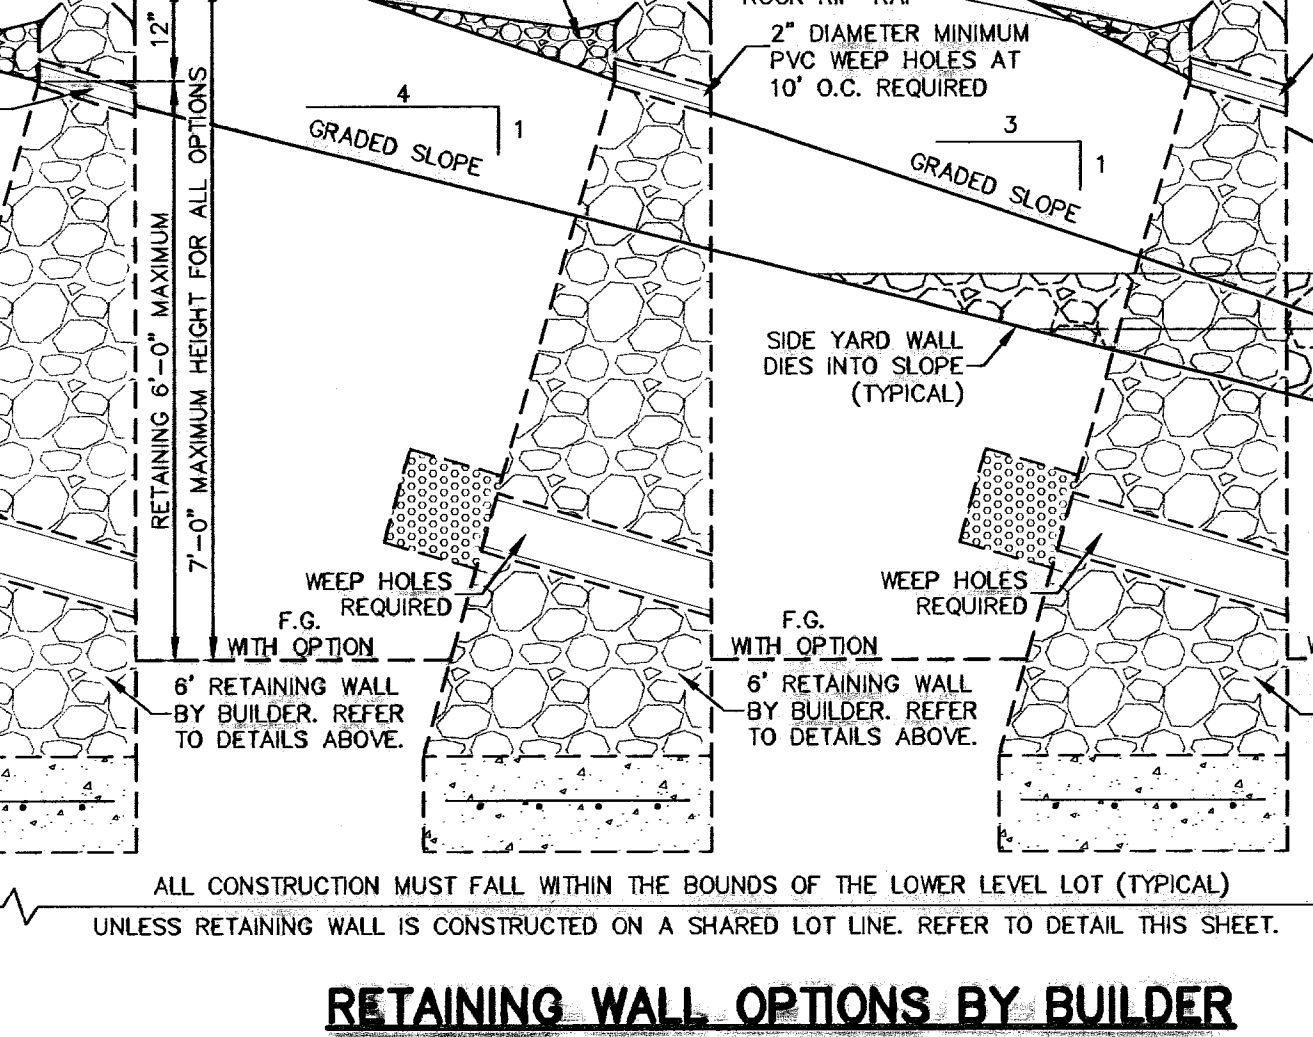 ROCK RIP RAP
2" DIAMETER MINIMUM
PVC WEEP HOLES AT
10' O.C. REQUIRED
12"
RETAINING 6'-0" MAXIMUM
7'-0" MAXIMUM HEIGHT FOR ALL OPTIONS
4
1
GRADED SLOPE
3
1
GRADED SLOPE
SIDE YARD WALL
DIES INTO SLOPE
(TYPICAL)
WEEP HOLES
REQUIRED
WEEP HOLES
REQUIRED
F.G.
WITH OPTION
F.G.
WITH OPTION
6' RETAINING WALL
BY BUILDER. REFER
TO DETAILS ABOVE.
6' RETAINING WALL
BY BUILDER. REFER
TO DETAILS ABOVE.
ALL CONSTRUCTION MUST FALL WITHIN THE BOUNDS OF THE LOWER LEVEL LOT (TYPICAL)
UNLESS RETAINING WALL IS CONSTRUCTED ON A SHARED LOT LINE. REFER TO DETAIL THIS SHEET.
RETAINING WALL OPTIONS BY BUILDER